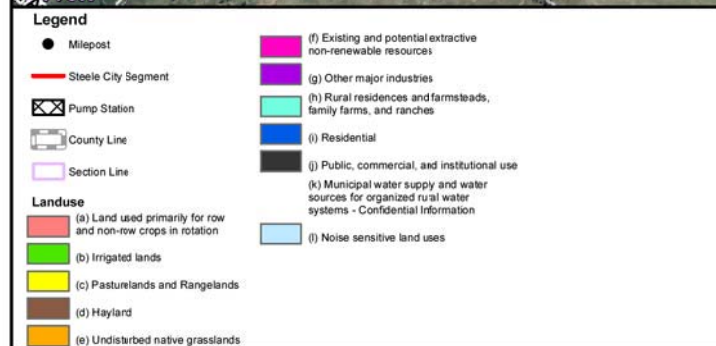 Legend
Milepost
Steele City Segment
Pump Station
County Line
Section Line
Landuse
(a) Land used primarily for row
and non-row crops in rotation
(b) Irrigated lands
(c) Pasturelands and Rangelands
(d) Haylard
(e) Undisturbed native grasslands
(f) Existing and potential extractive
non-renewable resources
(g) Other major industries
(h) Rural residences and farmsteads,
family farms, and ranches
(i) Residential
(j) Public, commercial, and institutional use
(k) Municipal water supply and water
sources for organized rural water
systems - Confidential Information
(l) Noise sensitive land uses